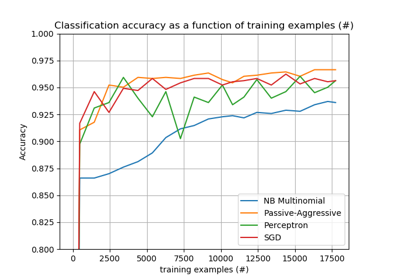 Classification accuracy as a function of training examples (#)
1.000
0.975
0.950
0.925
0.900
0.875
0.850
0.825
0.800
Accuracy
NB Multinomial
Passive-Aggressive
Perceptron
SGD
0 2500 5000 7500 10000 12500 15000 17500
training examples (#)